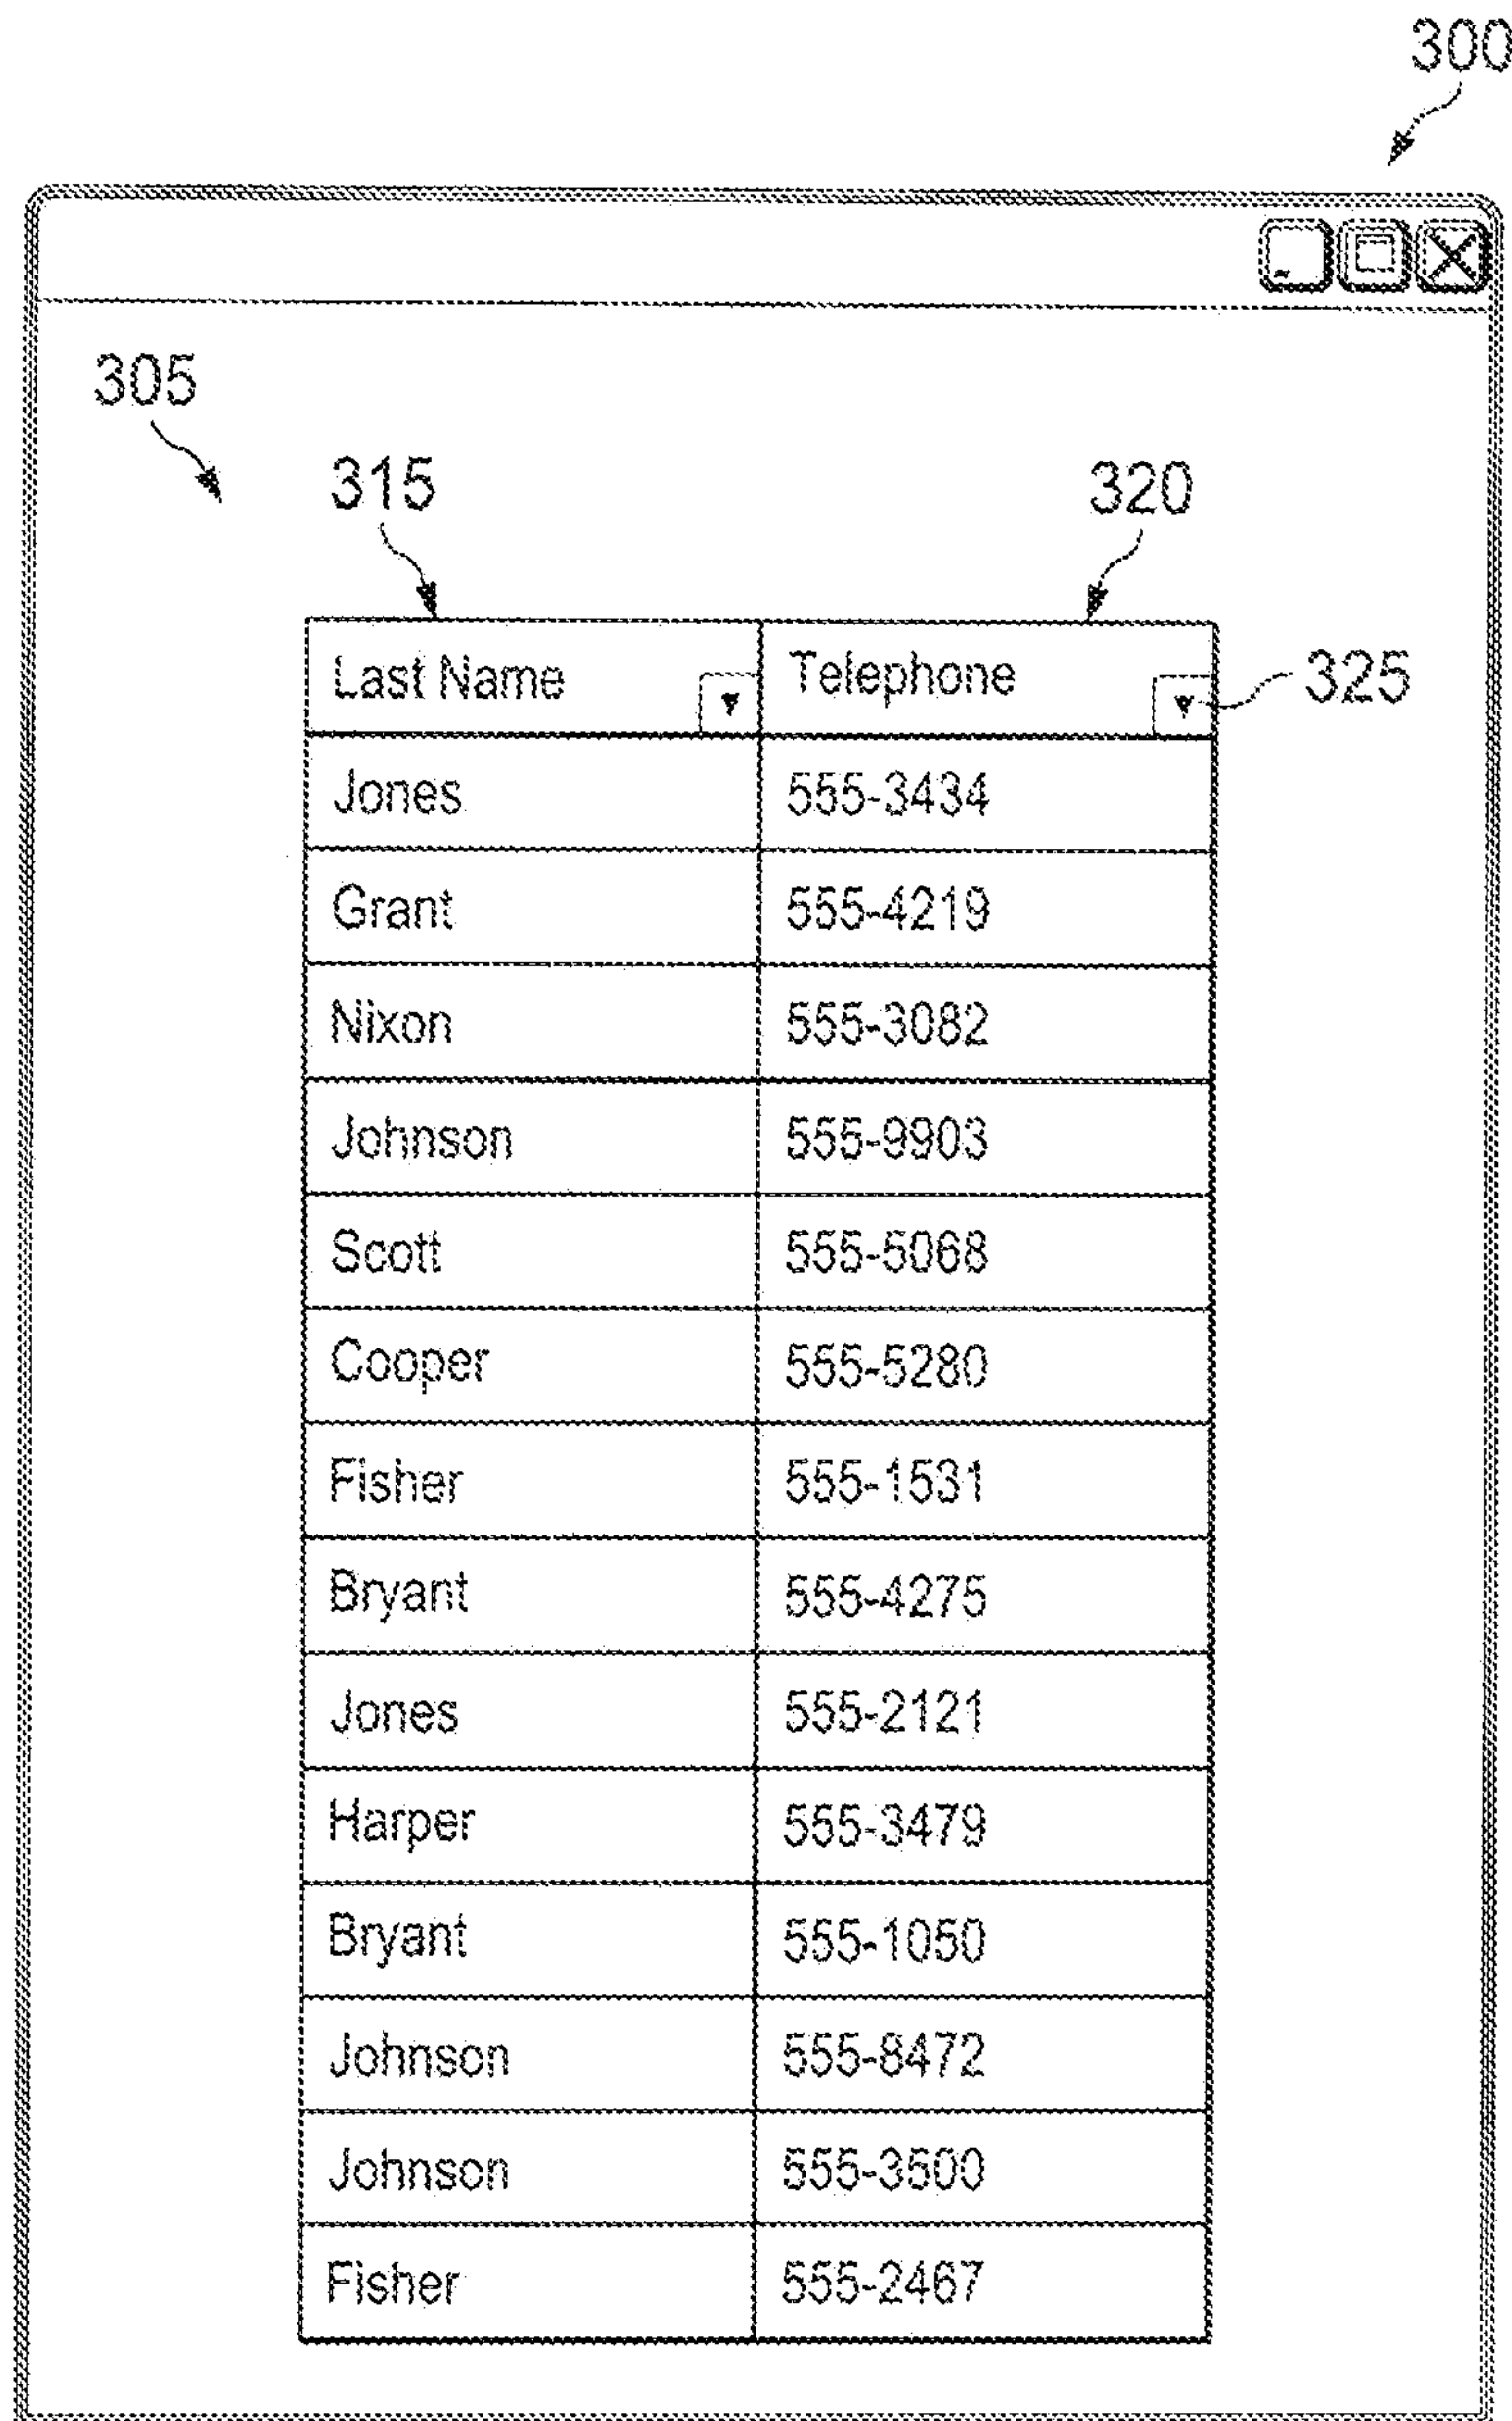 300
305
315
320
Last Name Telephone
325
Jones 555-3434
Grant 555-4219
Nixon 555-3082
Johnson 555-9903
Scott 555-5068
Cooper 555-5280
Fisher 555-1531
Bryant 555-4275
Jones 555-2121
Harper 555-3479
Bryant 555-1050
Johnson 555-8472
Johnson 555-3500
Fisher 555-2467